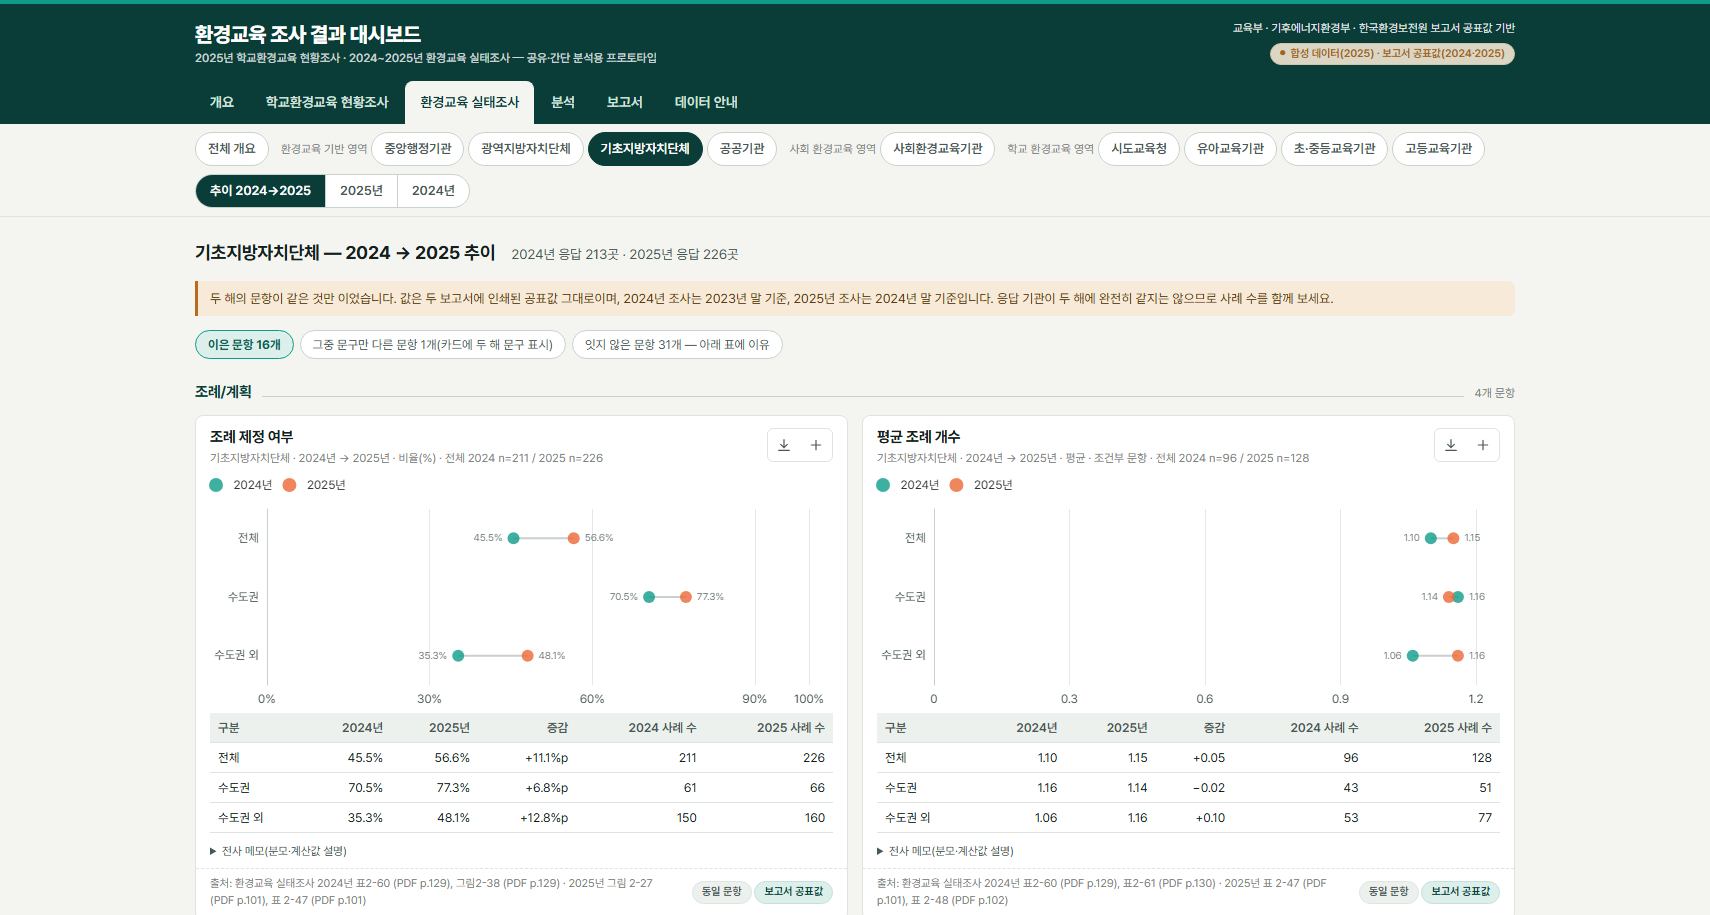 환경교육 조사 결과 대시보드
2025년 학교환경교육 현황조사 · 2024~2025년 환경교육 실태조사 — 공유·간단 분석용 프로토타입
교육부 · 기후에너지환경부 · 한국환경보전원 보고서 공표값 기반
합성 데이터(2025) · 보고서 공표값(2024·2025)
개요 학교환경교육 현황조사 환경교육 실태조사 분석 보고서 데이터 안내
전체 개요 환경교육 기반 영역 중앙행정기관 광역지방자치단체 기초지방자치단체 공공기관 사회 환경교육 영역 사회환경교육기관 학교 환경교육 영역 시도교육청 유아교육기관 초·중등교육기관 고등교육기관
추이 2024→2025 2025년 2024년
기초지방자치단체 — 2024 → 2025 추이 2024년 응답 213곳 · 2025년 응답 226곳
두 해의 문항이 같은 것만 이었습니다. 값은 두 보고서에 인쇄된 공표값 그대로이며, 2024년 조사는 2023년 말 기준, 2025년 조사는 2024년 말 기준입니다. 응답 기관이 두 해에 완전히 같지는 않으므로 사례 수를 함께 보세요.
이은 문항 16개 그중 문구만 다른 문항 1개(카드에 두 해 문구 표시) 잇지 않은 문항 31개 — 아래 표에 이유
조례/계획 4개 문항
조례 제정 여부
기초지방자치단체 · 2024년 → 2025년 · 비율(%) · 전체 2024 n=211 / 2025 n=226
2024년 2025년
전체 45.5% 56.6%
수도권 70.5% 77.3%
수도권 외 35.3% 48.1%
0% 30% 60% 90% 100%
구분 2024년 2025년 증감 2024 사례 수 2025 사례 수
전체 45.5% 56.6% +11.1%p 211 226
수도권 70.5% 77.3% +6.8%p 61 66
수도권 외 35.3% 48.1% +12.8%p 150 160
▶ 전사 메모(분모·계산값 설명)
출처: 환경교육 실태조사 2024년 표2-60 (PDF p.129), 그림2-38 (PDF p.129) · 2025년 그림 2-27
(PDF p.101), 표 2-47 (PDF p.101)
동일 문항 보고서 공표값
평균 조례 개수
기초지방자치단체 · 2024년 → 2025년 · 평균 · 조건부 문항 · 전체 2024 n=96 / 2025 n=128
2024년 2025년
전체 1.10 1.15
수도권 1.14 1.16
수도권 외 1.06 1.16
0 0.3 0.6 0.9 1.2
구분 2024년 2025년 증감 2024 사례 수 2025 사례 수
전체 1.10 1.15 +0.05 96 128
수도권 1.16 1.14 −0.02 43 51
수도권 외 1.06 1.16 +0.10 53 77
▶ 전사 메모(분모·계산값 설명)
출처: 환경교육 실태조사 2024년 표2-60 (PDF p.129), 표2-61 (PDF p.130) · 2025년 표 2-47 (PDF
p.101), 표 2-48 (PDF p.102)
동일 문항 보고서 공표값